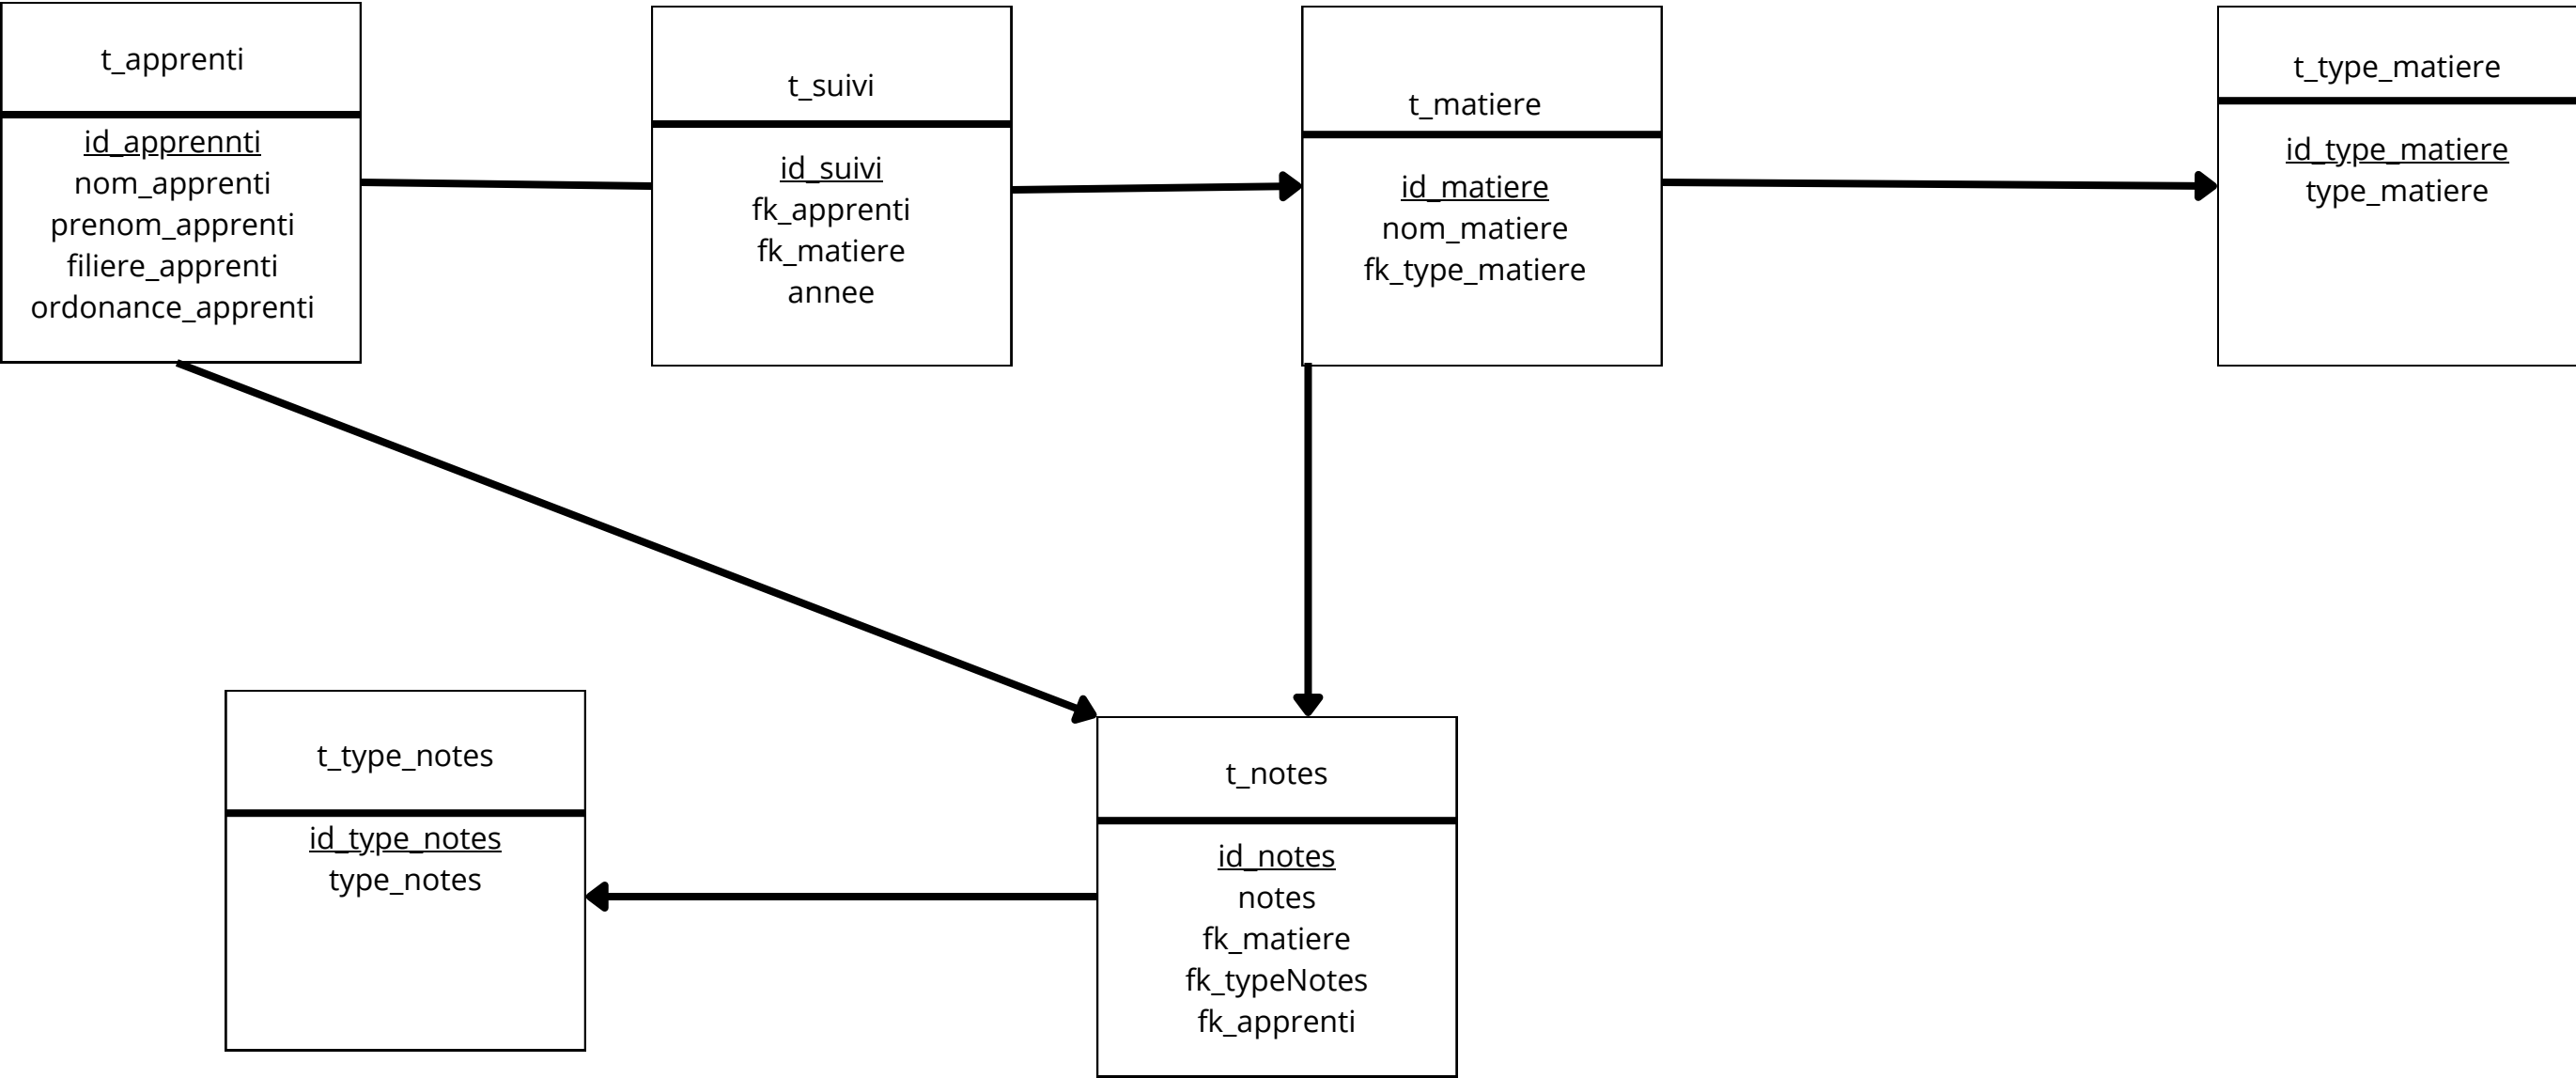 t_apprenti
id_apprennti
nom_apprenti
prenom_apprenti
filiere_apprenti
ordonance_apprenti
t_suivi
id_suivi
fk_apprenti
fk_matiere
annee
t_matiere
id_matiere
nom_matiere
fk_type_matiere
t_type_matiere
id_type_matiere
type_matiere
t_type_notes
id_type_notes
type_notes
t_notes
id_notes
notes
fk_matiere
fk_typeNotes
fk_apprenti